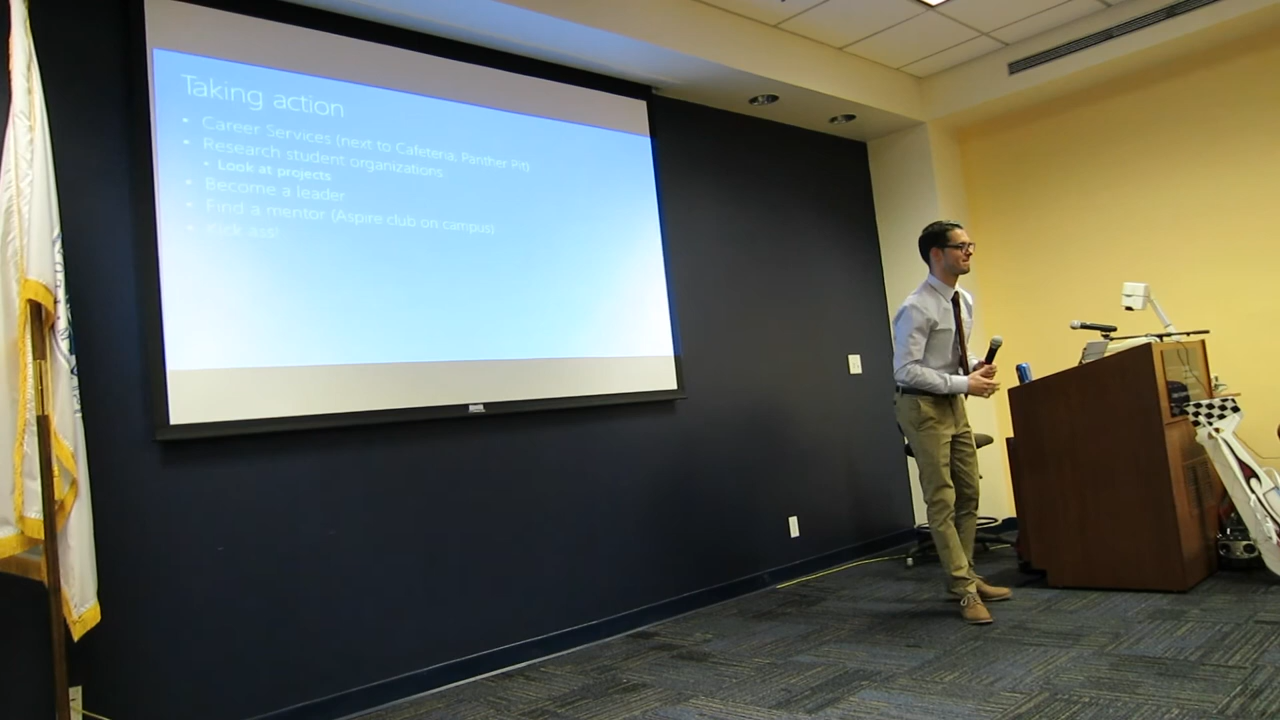 Taking action
• Career Services (next to Cafeteria, Panther Pit)
• Research student organizations
• Look at projects
• Become a leader
• Find a mentor (Aspire club on campus)
• Kick ass!